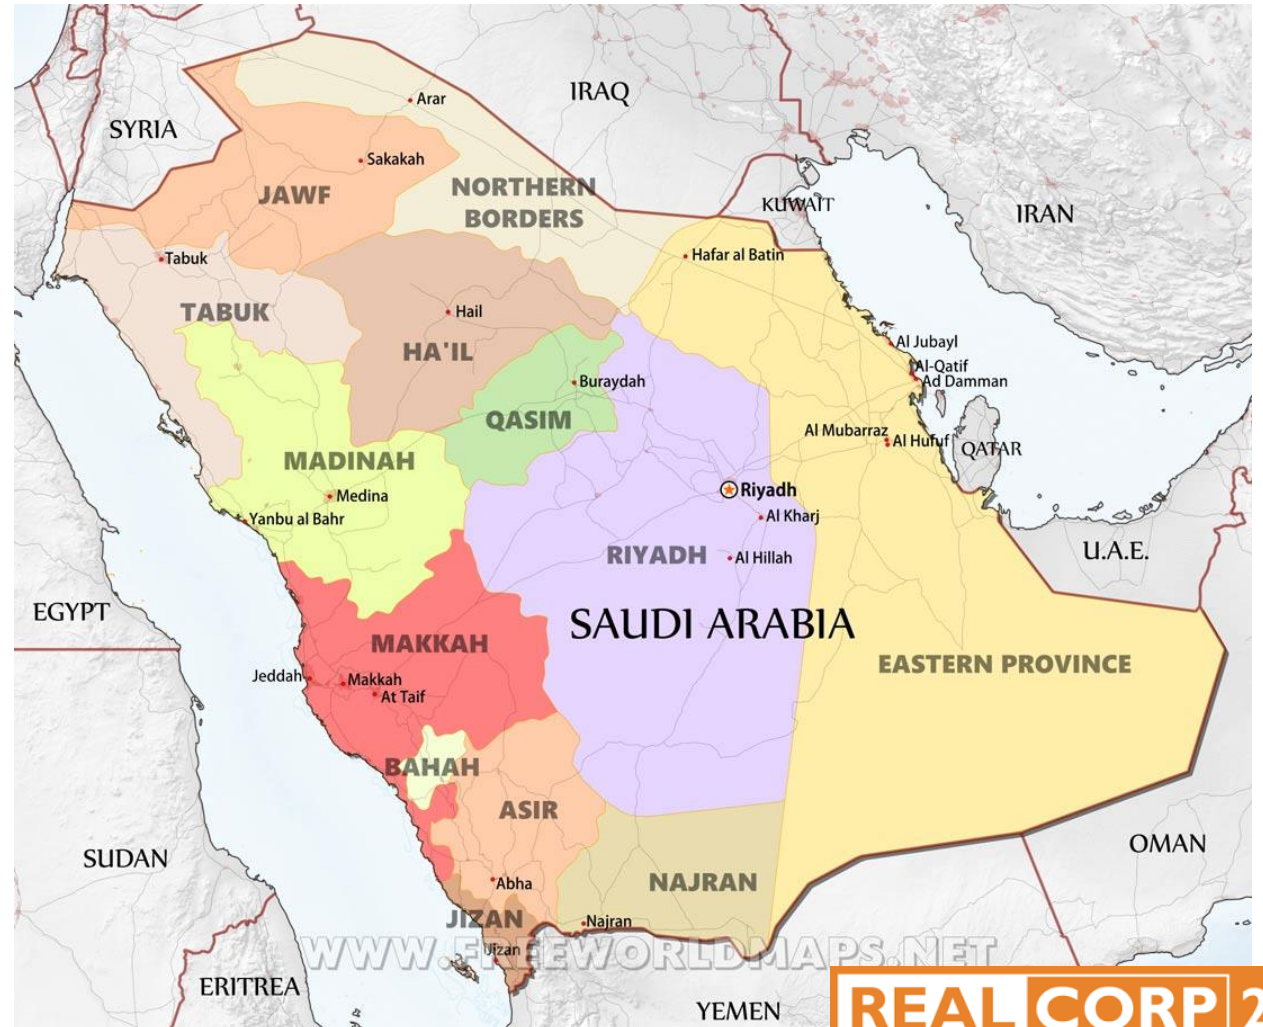 IRAQ
Arar
SYRIA
Sakakah
JAWF
NORTHERN
BORDERS
KUWAIT
IRAN
Tabuk
Hafar al Batin
TABUK
Hail
HA'IL
Al Jubayl
Al-Qatif
Ad Damman
Buraydah
QASIM
Al Mubarraz
Al Hufuf
QATAR
MADINAH
Medina
Riyadh
Yanbu al Bahr
Al Kharj
RIYADH
Al Hillah
U.A.E.
EGYPT
SAUDI ARABIA
MAKKAH
EASTERN PROVINCE
Jeddah
Makkah
At Taif
BAHAH
ASIR
SUDAN
OMAN
Abha
NAJRAN
JIZAN
Najran
Jizan
WWW.FREEWORLDMAPS.NET
ERITREA
YEMEN
REAL CORP 2